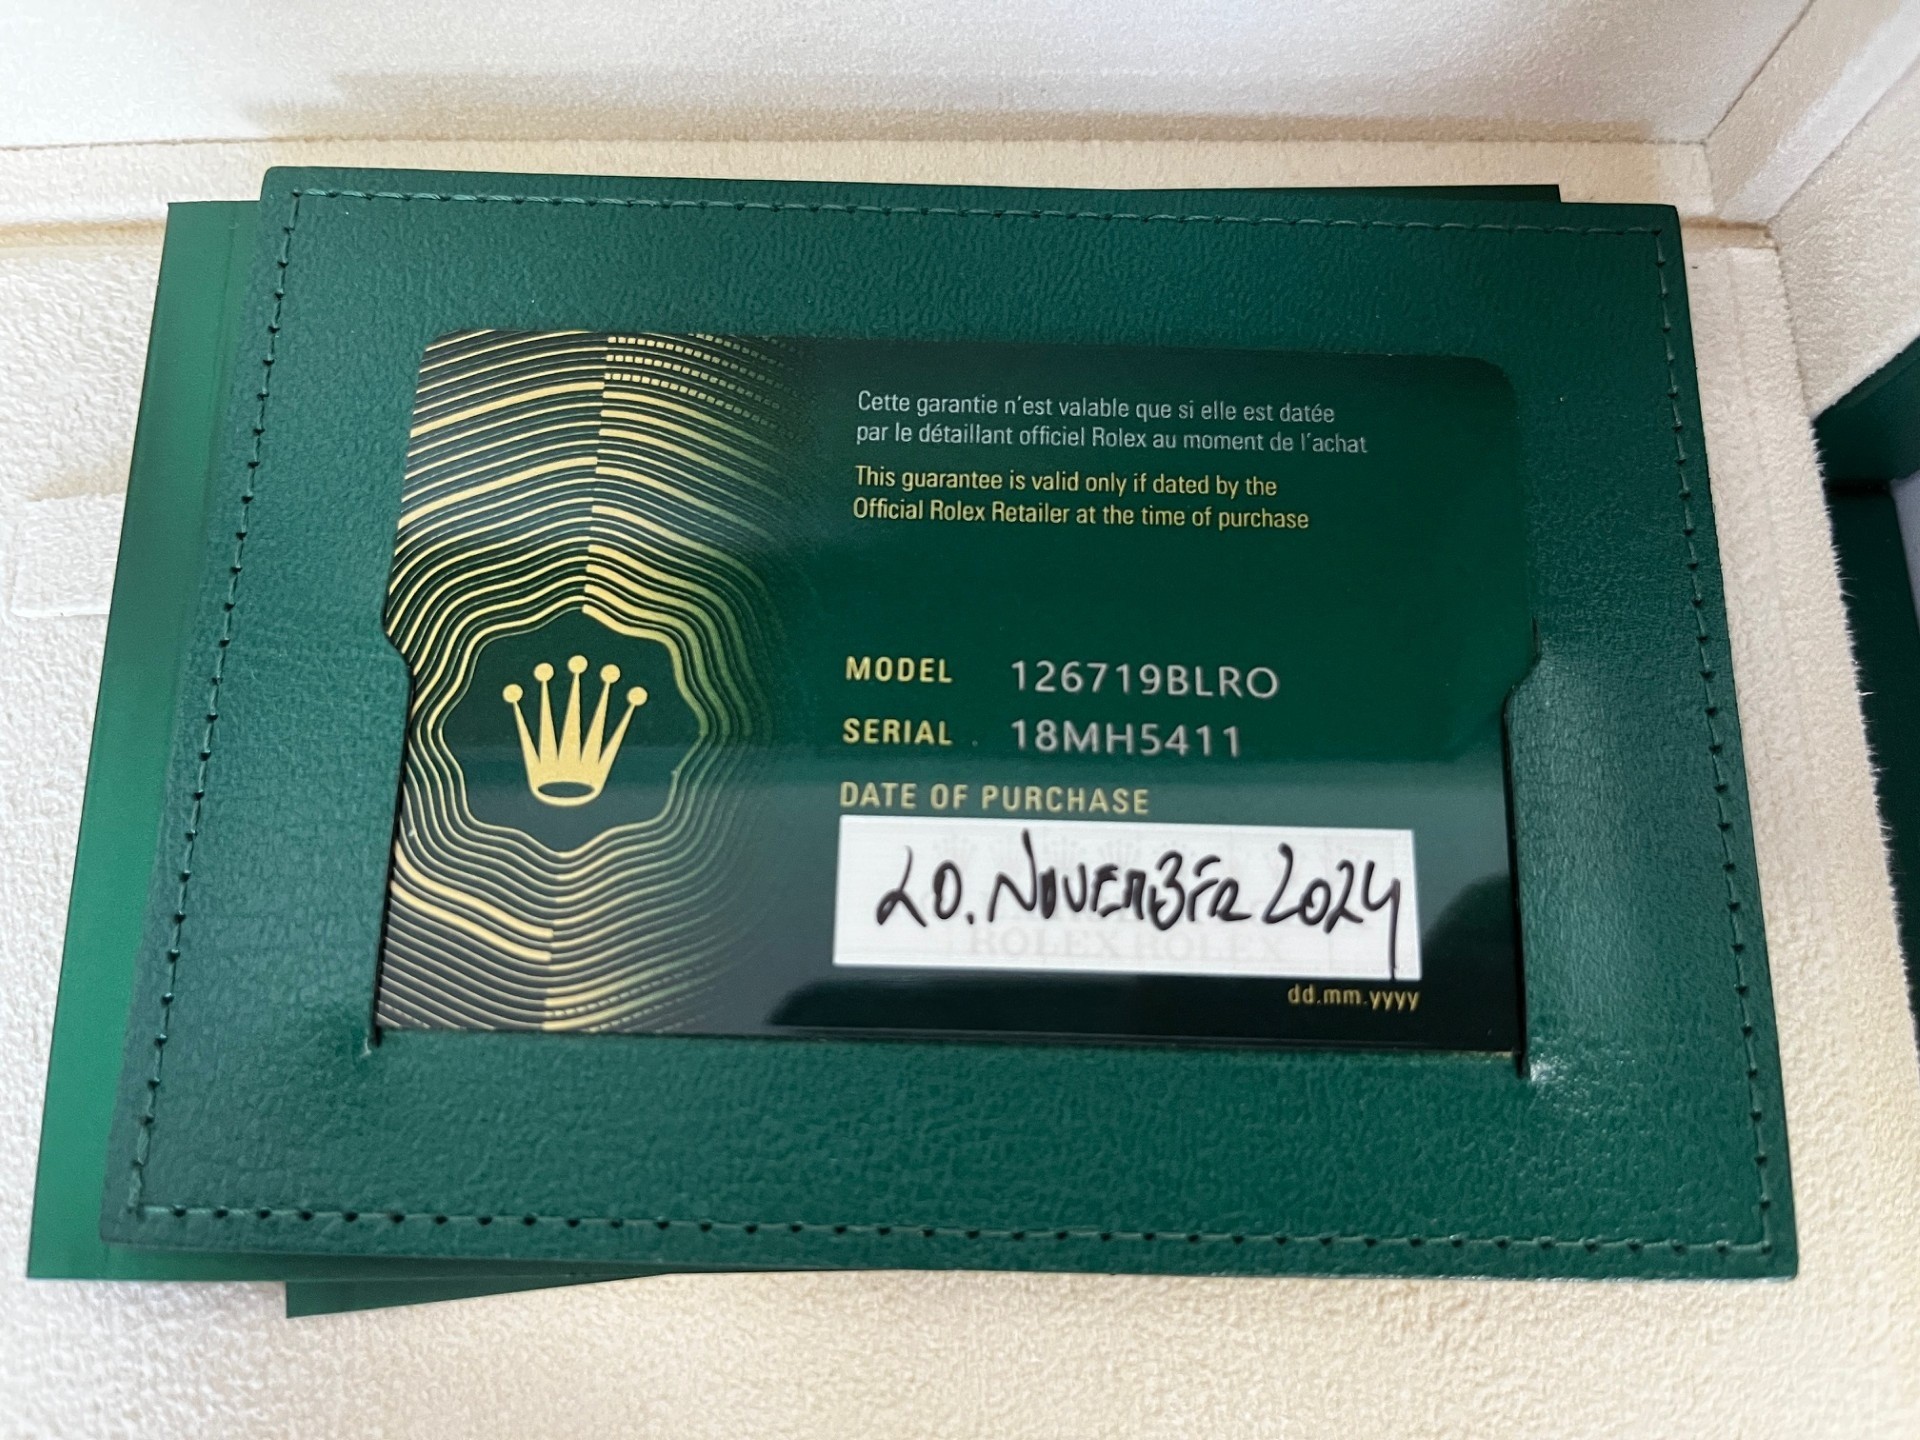 Cette garantie n'est valable que si elle est datée
par le détaillant officiel Rolex au moment de l'achat
This guarantee is valid only if dated by the
Official Rolex Retailer at the time of purchase
MODEL 126719BLRO
SERIAL 18MH5411
DATE OF PURCHASE
20. NOVEMBER 2024
ROLEX ROLEX
dd.mm.yyyy